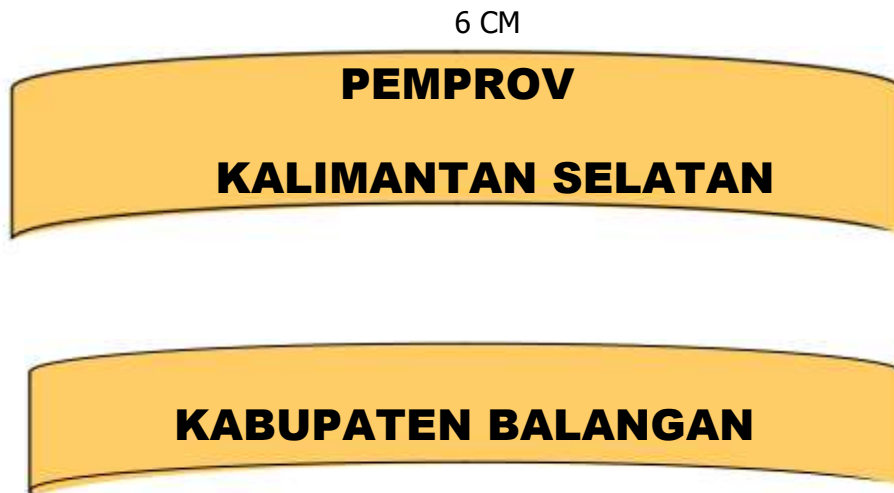 6 CM
PEMPROV
KALIMANTAN SELATAN
KABUPATEN BALANGAN